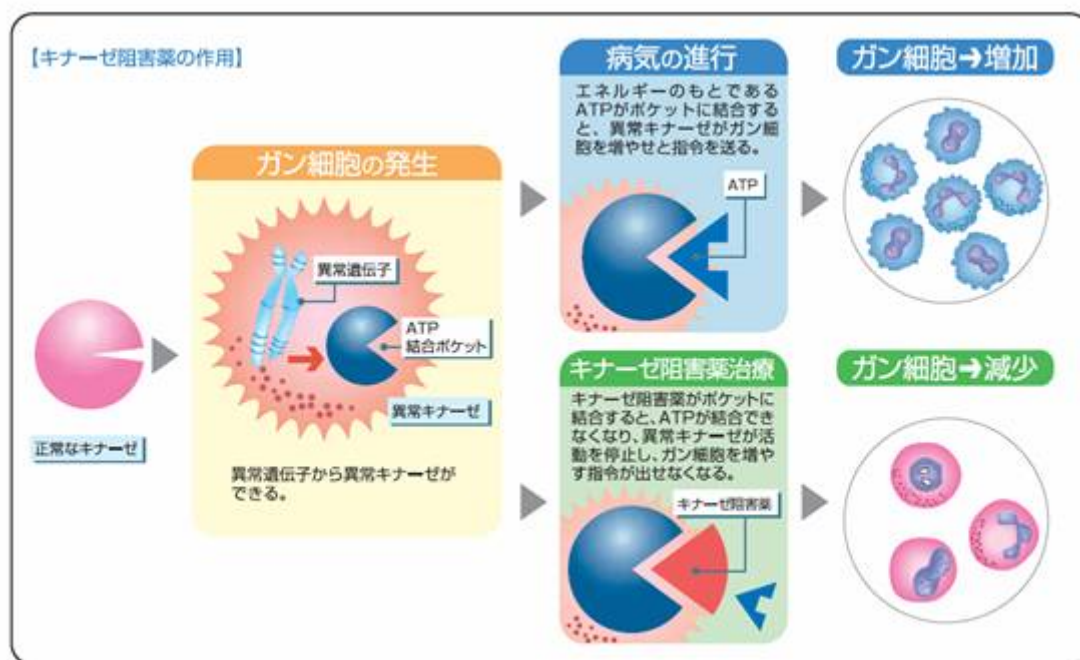 【キナーゼ阻害薬の作用】
正常なキナーゼ
ガン細胞の発生
異常遺伝子
ATP
結合ポケット
異常キナーゼ
異常遺伝子から異常キナーゼが
できる。
病気の進行
エネルギーのもとである
ATPがポケットに結合する
と、異常キナーゼがガン細
胞を増やせと指令を送る。
ATP
ガン細胞→増加
キナーゼ阻害薬治療
キナーゼ阻害薬がポケットに
結合すると、ATPが結合でき
なくなり、異常キナーゼが活
動を停止し、ガン細胞を増や
す指令が出せなくなる。
キナーゼ阻害薬
ガン細胞→減少